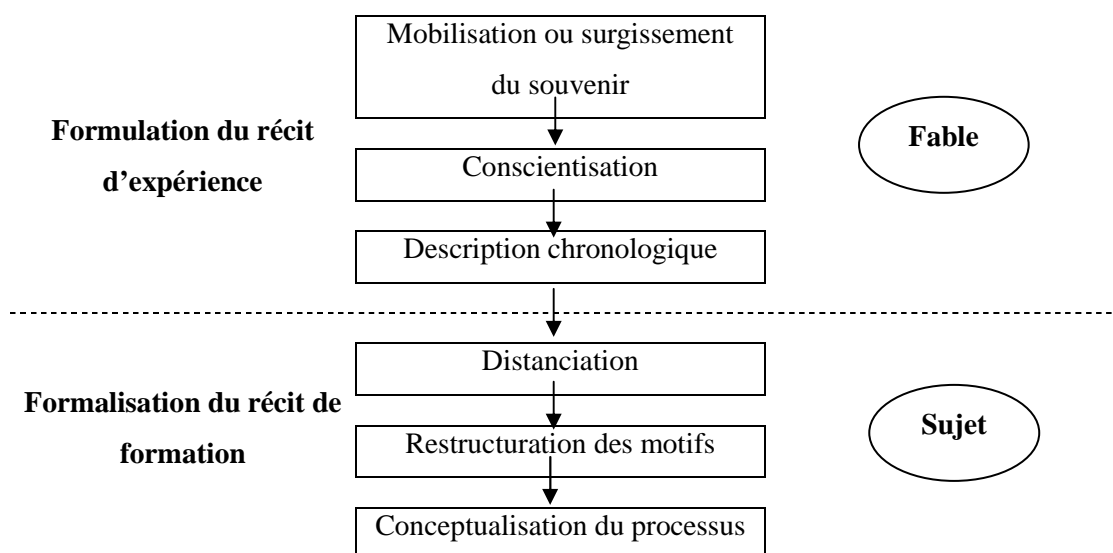 Mobilisation ou surgissement
du souvenir
Formulation du récit
d’expérience
Fable
Conscientisation
Description chronologique
Distanciation
Formalisation du récit de
formation
Sujet
Restructuration des motifs
Conceptualisation du processus